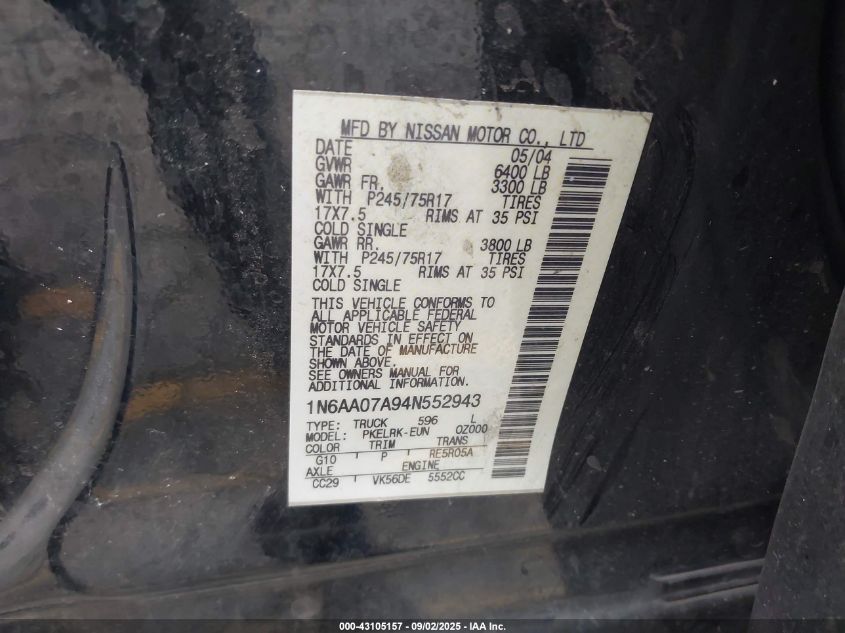 MFD BY NISSAN MOTOR CO., LTD
DATE 05/04
GVWR 6400 LB
GAWR FR. 3300 LB
WITH P245/75R17 TIRES
17X7.5 RIMS AT 35 PSI
COLD SINGLE
GAWR RR. 3800 LB
WITH P245/75R17 TIRES
17X7.5 RIMS AT 35 PSI
COLD SINGLE
THIS VEHICLE CONFORMS TO
ALL APPLICABLE FEDERAL
MOTOR VEHICLE SAFETY
STANDARDS IN EFFECT ON
THE DATE OF MANUFACTURE
SHOWN ABOVE.
SEE OWNERS MANUAL FOR
ADDITIONAL INFORMATION.
1N6AA07A94N552943
TYPE: TRUCK 596 L
MODEL: PKELRK-EUN 0Z000
COLOR TRIM TRANS
G10 P RE5R05A
AXLE ENGINE
CC29 VK56DE 5552CC
000-43105157 - 09/02/2025 - IAA Inc.